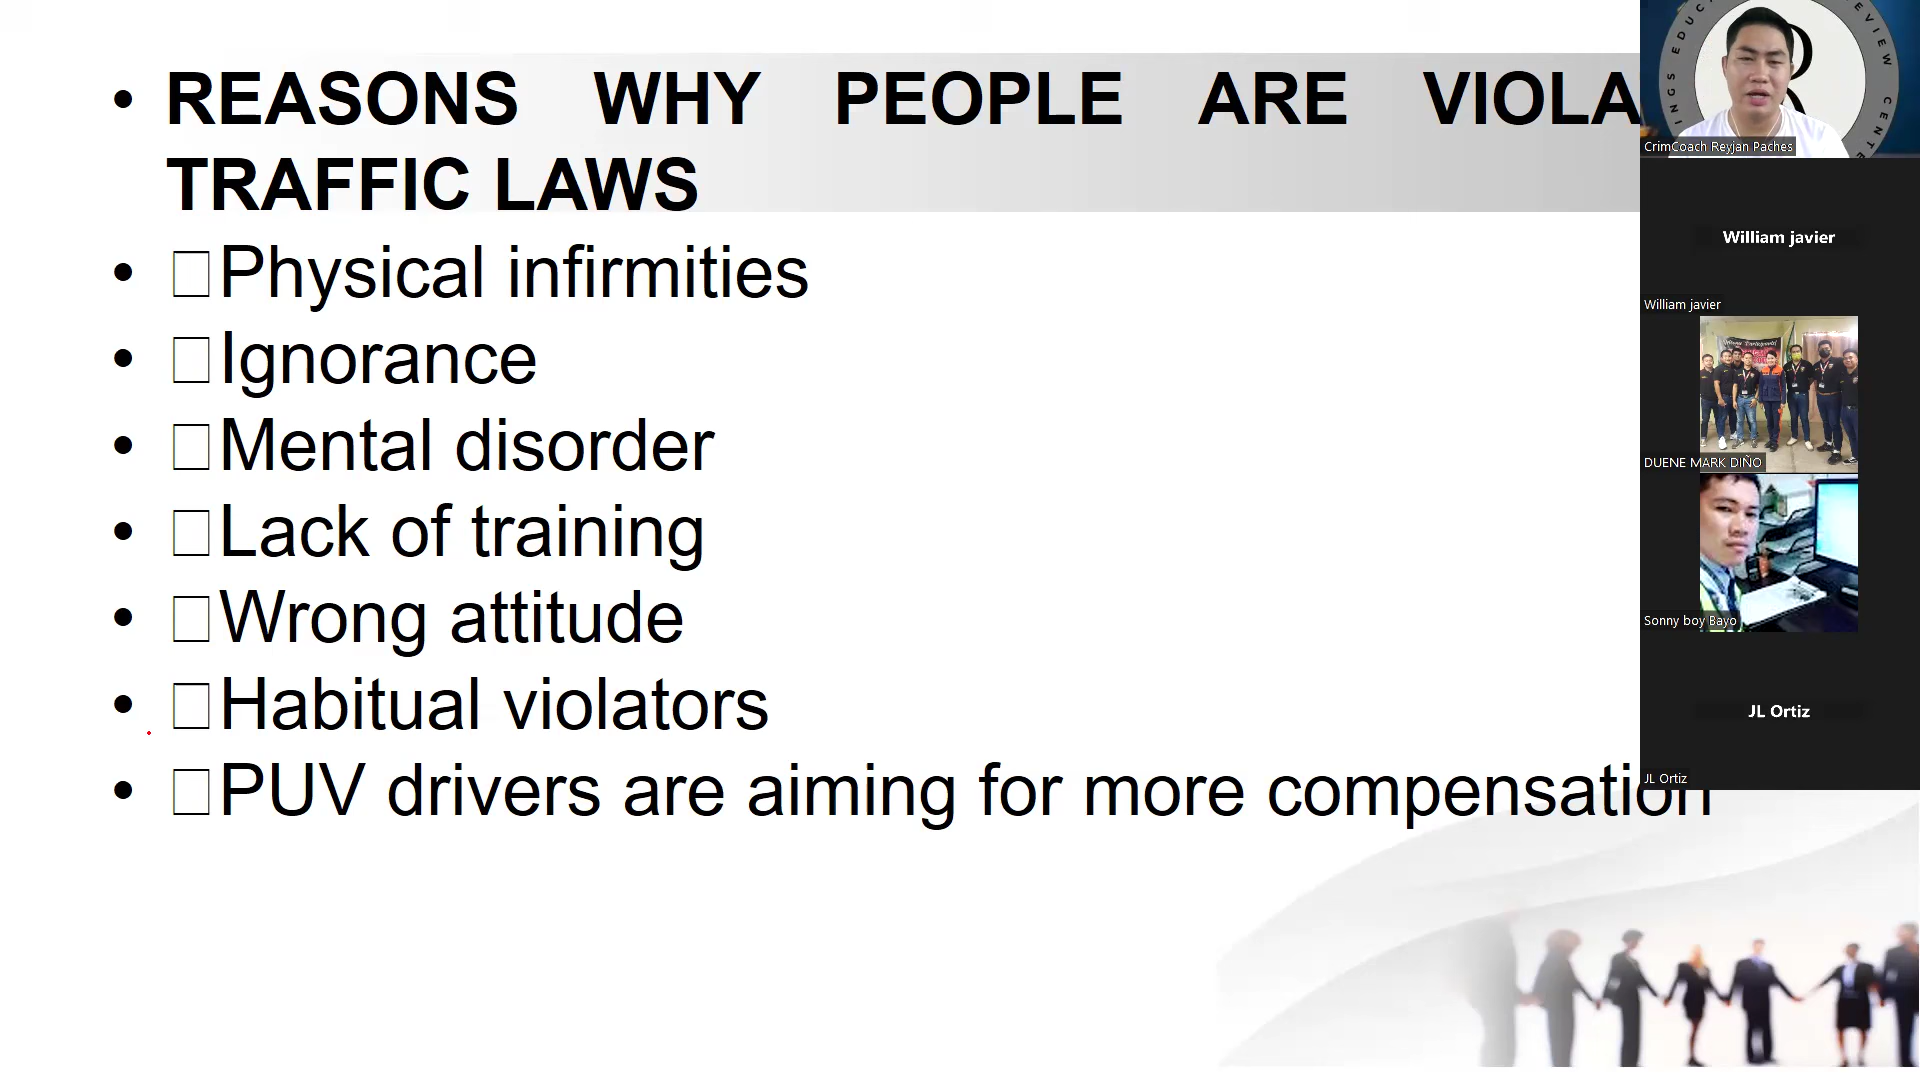 • REASONS WHY PEOPLE ARE VIOLA
TRAFFIC LAWS
• □Physical infirmities
• □Ignorance
• □Mental disorder
• □Lack of training
• □Wrong attitude
• □Habitual violators
• □PUV drivers are aiming for more compensation
CrimCoach Reyjan Paches
William javier
William javier
DUENE MARK DIÑO
Sonny boy Bayo
JL Ortiz
JL Ortiz